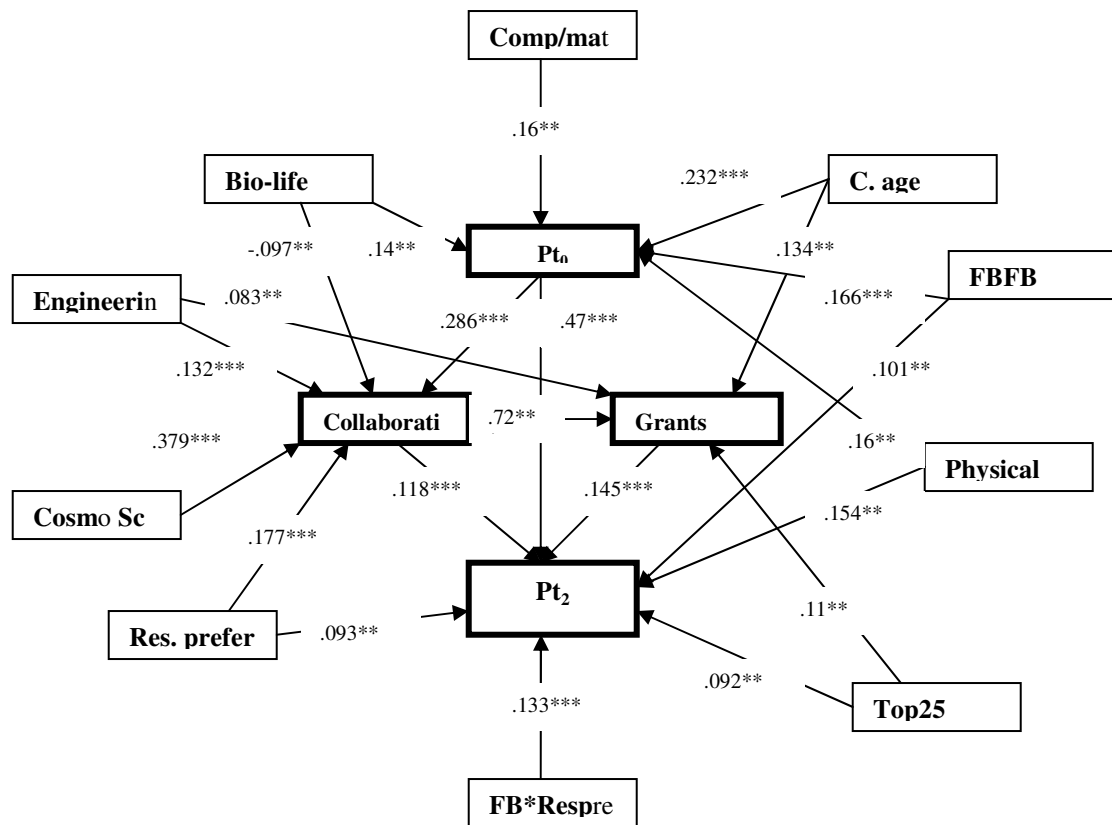 Comp/mat
.16**
Bio-life
.232***
C. age
-.097**
.14**
Pt0
.134**
FBFB
Engineerin
.083**
.286***
.47***
.166***
.132***
.101**
Collaborati
.72**
Grants
.379***
.16**
Physical
.118***
.145***
Cosmo Sc
.177***
.154**
Pt2
.11**
Res. prefer
.093**
.092**
Top25
.133***
FB*Respre